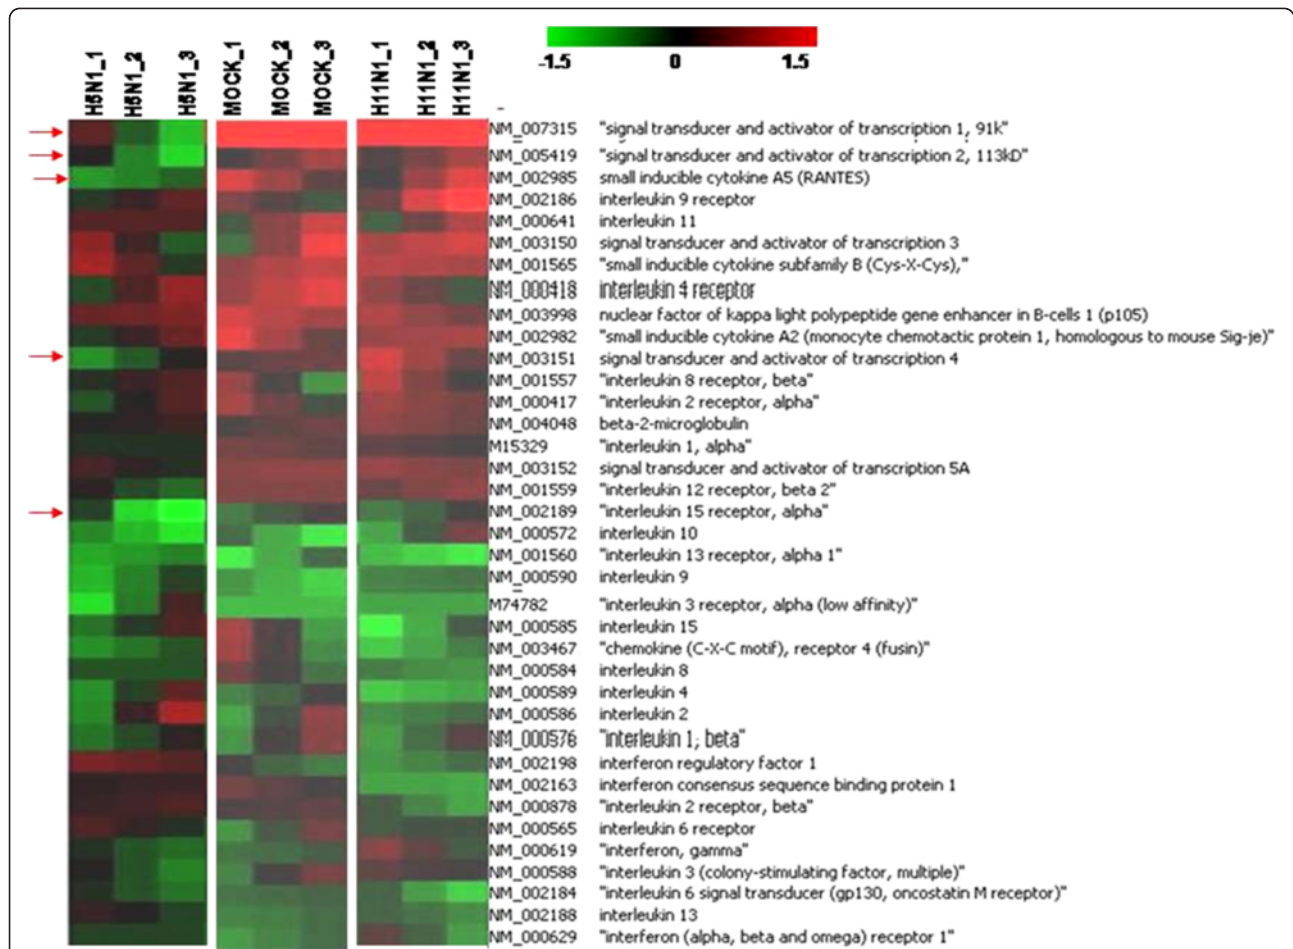 H5N1_1 H5N1_2 H5N1_3 MOCK_1 MOCK_2 MOCK_3 H11N1_1 H11N1_2 H11N1_3
-1.5 0 1.5
NM_007315 "signal transducer and activator of transcription 1, 91k"
NM_005419 "signal transducer and activator of transcription 2, 113kD"
NM_002985 small inducible cytokine A5 (RANTES)
NM_002186 interleukin 9 receptor
NM_000641 interleukin 11
NM_003150 signal transducer and activator of transcription 3
NM_001565 "small inducible cytokine subfamily B (Cys-X-Cys),"
NM_000418 interleukin 4 receptor
NM_003998 nuclear factor of kappa light polypeptide gene enhancer in B-cells 1 (p105)
NM_002982 "small inducible cytokine A2 (monocyte chemotactic protein 1, homologous to mouse Sig-je)"
NM_003151 signal transducer and activator of transcription 4
NM_001557 "interleukin 8 receptor, beta"
NM_000417 "interleukin 2 receptor, alpha"
NM_004048 beta-2-microglobulin
M15329 "interleukin 1, alpha"
NM_003152 signal transducer and activator of transcription 5A
NM_001559 "interleukin 12 receptor, beta 2"
NM_002189 "interleukin 15 receptor, alpha"
NM_000572 interleukin 10
NM_001560 "interleukin 13 receptor, alpha 1"
NM_000590 interleukin 9
M74782 "interleukin 3 receptor, alpha (low affinity)"
NM_000585 interleukin 15
NM_003467 "chemokine (C-X-C motif), receptor 4 (fusin)"
NM_000584 interleukin 8
NM_000589 interleukin 4
NM_000586 interleukin 2
NM_000576 "interleukin 1, beta"
NM_002198 interferon regulatory factor 1
NM_002163 interferon consensus sequence binding protein 1
NM_000878 "interleukin 2 receptor, beta"
NM_000565 interleukin 6 receptor
NM_000619 "interferon, gamma"
NM_000588 "interleukin 3 (colony-stimulating factor, multiple)"
NM_002184 "interleukin 6 signal transducer (gp130, oncostatin M receptor)"
NM_002188 interleukin 13
NM_000629 "interferon (alpha, beta and omega) receptor 1"